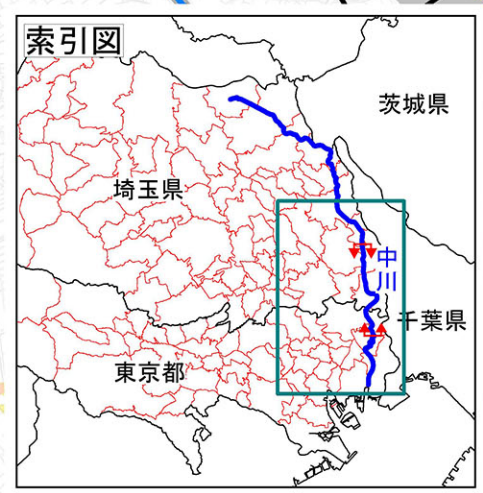 索引図
茨城県
埼玉県
中川
千葉県
東京都